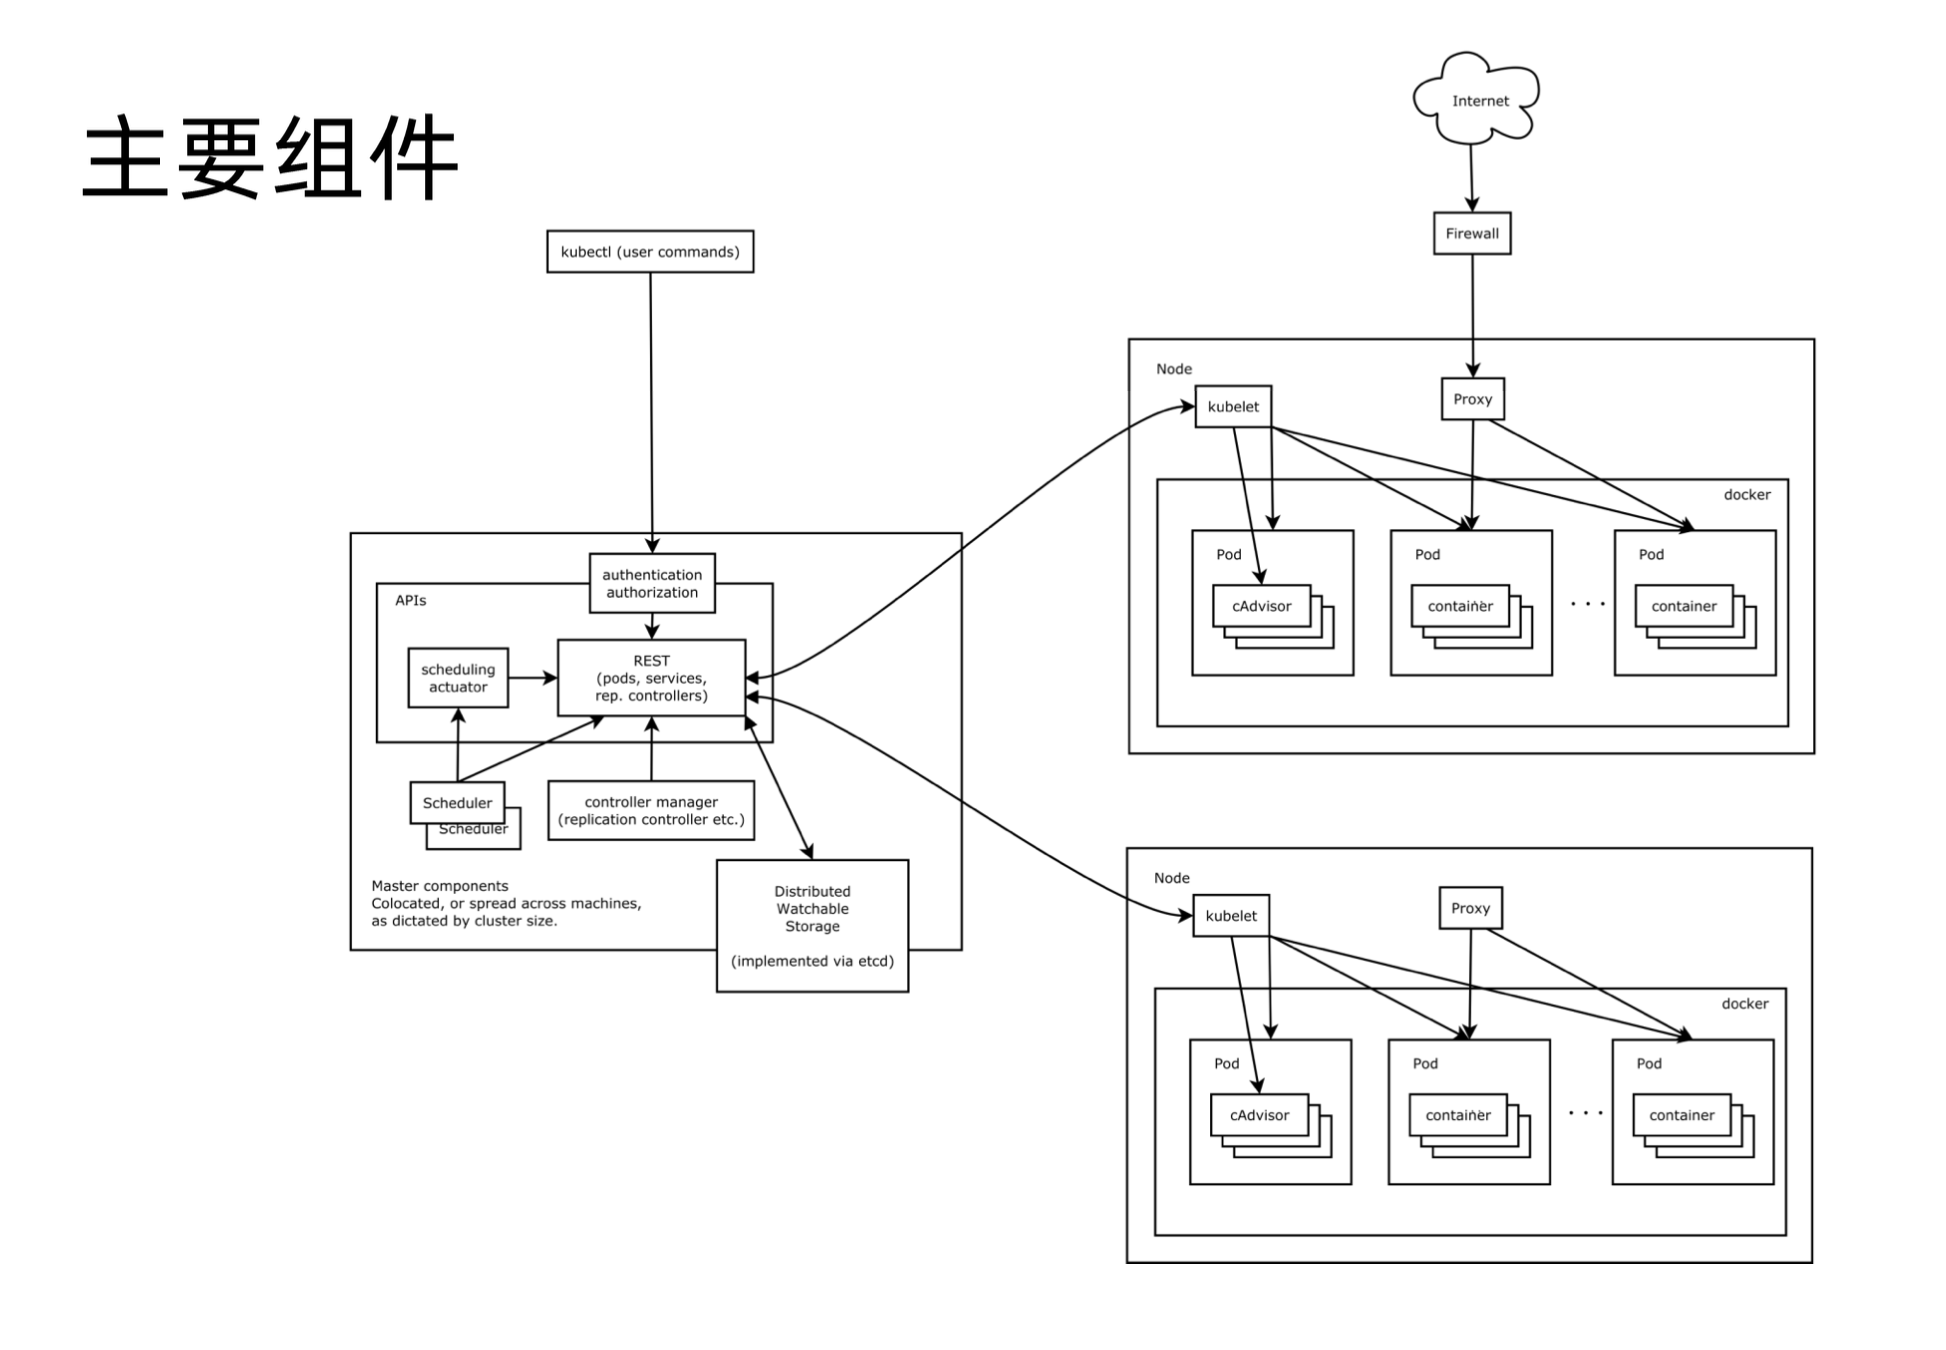 主要组件
kubectl (user commands)
authentication
authorization
APIs
scheduling
actuator
REST
(pods, services,
rep. controllers)
Scheduler
Scheduler
controller manager
(replication controller etc.)
Master components
Colocated, or spread across machines,
as dictated by cluster size.
Distributed
Watchable
Storage
(implemented via etcd)
Internet
Firewall
Node
kubelet
Proxy
docker
Pod
cAdvisor
Pod
container
. . .
Pod
container
Node
kubelet
Proxy
docker
Pod
cAdvisor
Pod
container
. . .
Pod
container